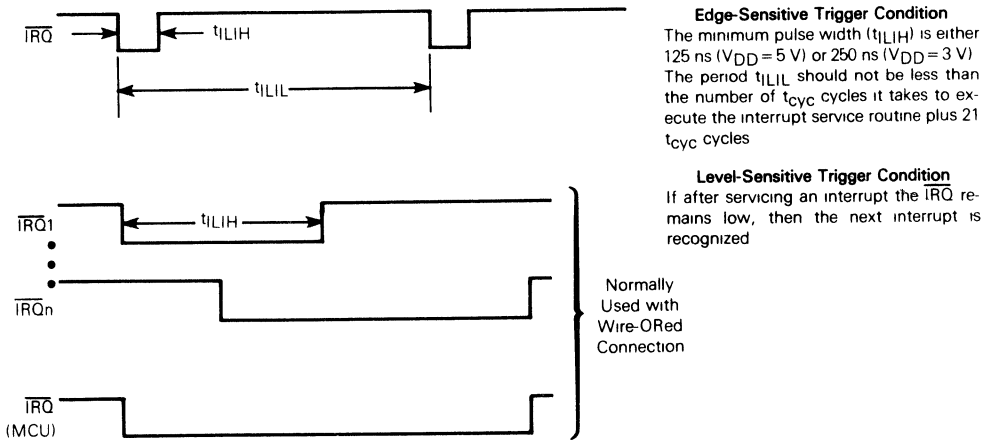 IRQ
tILIH
tILIL
Edge-Sensitive Trigger Condition
The minimum pulse width (tILIH) is either
125 ns (VDD = 5 V) or 250 ns (VDD = 3 V)
The period tILIL should not be less than
the number of tcyc cycles it takes to ex-
ecute the interrupt service routine plus 21
tcyc cycles
Level-Sensitive Trigger Condition
If after servicing an interrupt the IRQ re-
mains low, then the next interrupt is
recognized
IRQ1
tILIH
IRQn
Normally
Used with
Wire-ORed
Connection
IRQ
(MCU)